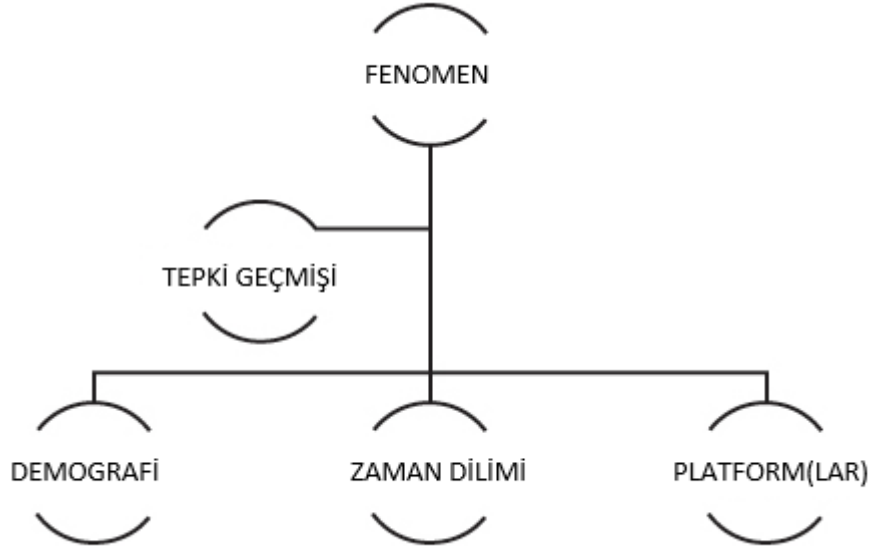 FENOMEN
TEPKİ GEÇMİŞİ
DEMOGRAFİ
ZAMAN DİLİMİ
PLATFORM(LAR)